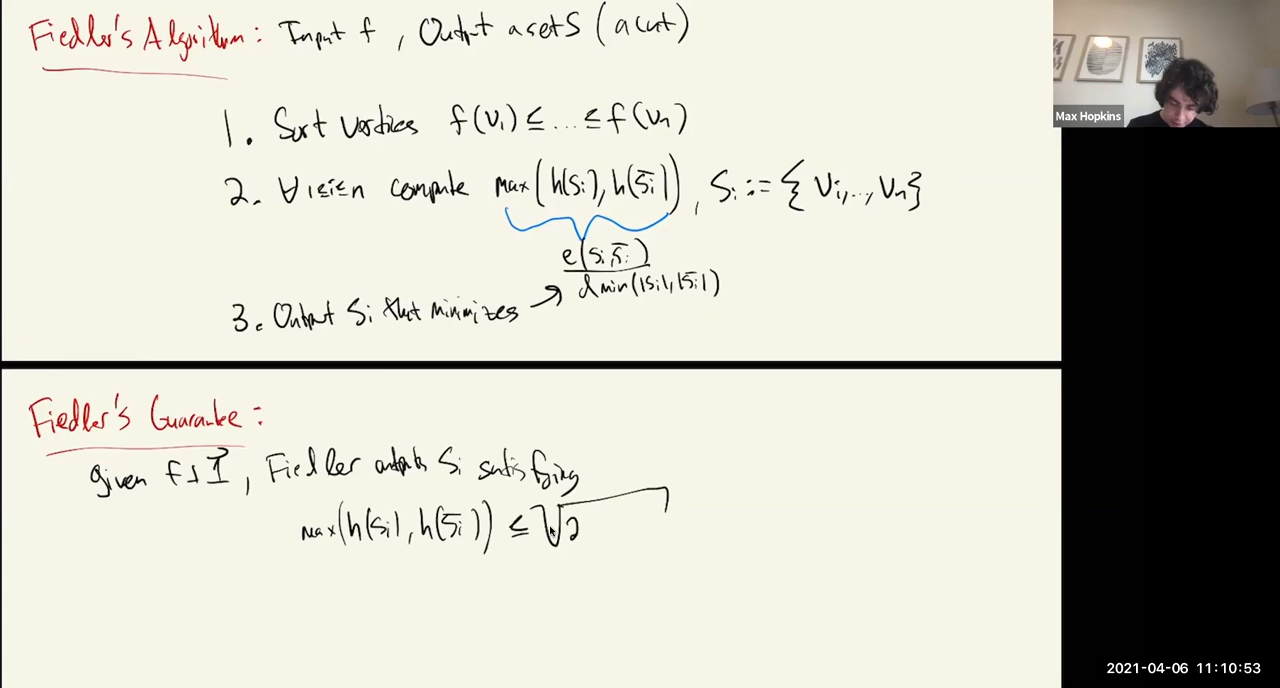 Fiedler's Algorithm: Input f, Output a set S (a cut)
1. Sort vertices f(v₁) ≤ ... ≤ f(vₙ)
2. ∀ 1≤i≤n compute max(h(Sᵢ), h(S̄ᵢ)), Sᵢ := {vᵢ, .., vₙ}
e(Sᵢ, S̄ᵢ)
d min(|Sᵢ|, |S̄ᵢ|)
3. Output Sᵢ that minimizes →
Fiedler's Guarantee:
given f ⊥ 1⃗, Fiedler outputs Sᵢ satisfying
max(h(Sᵢ), h(S̄ᵢ)) ≤ √2
Max Hopkins
2021-04-06 11:10:53